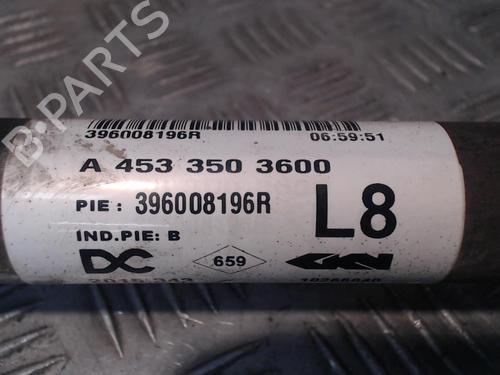 B-PARTS
396008196R 06:59:51
A 453 350 3600
PIE: 396008196R
L8
IND.PIE: B
DC 659 GKN